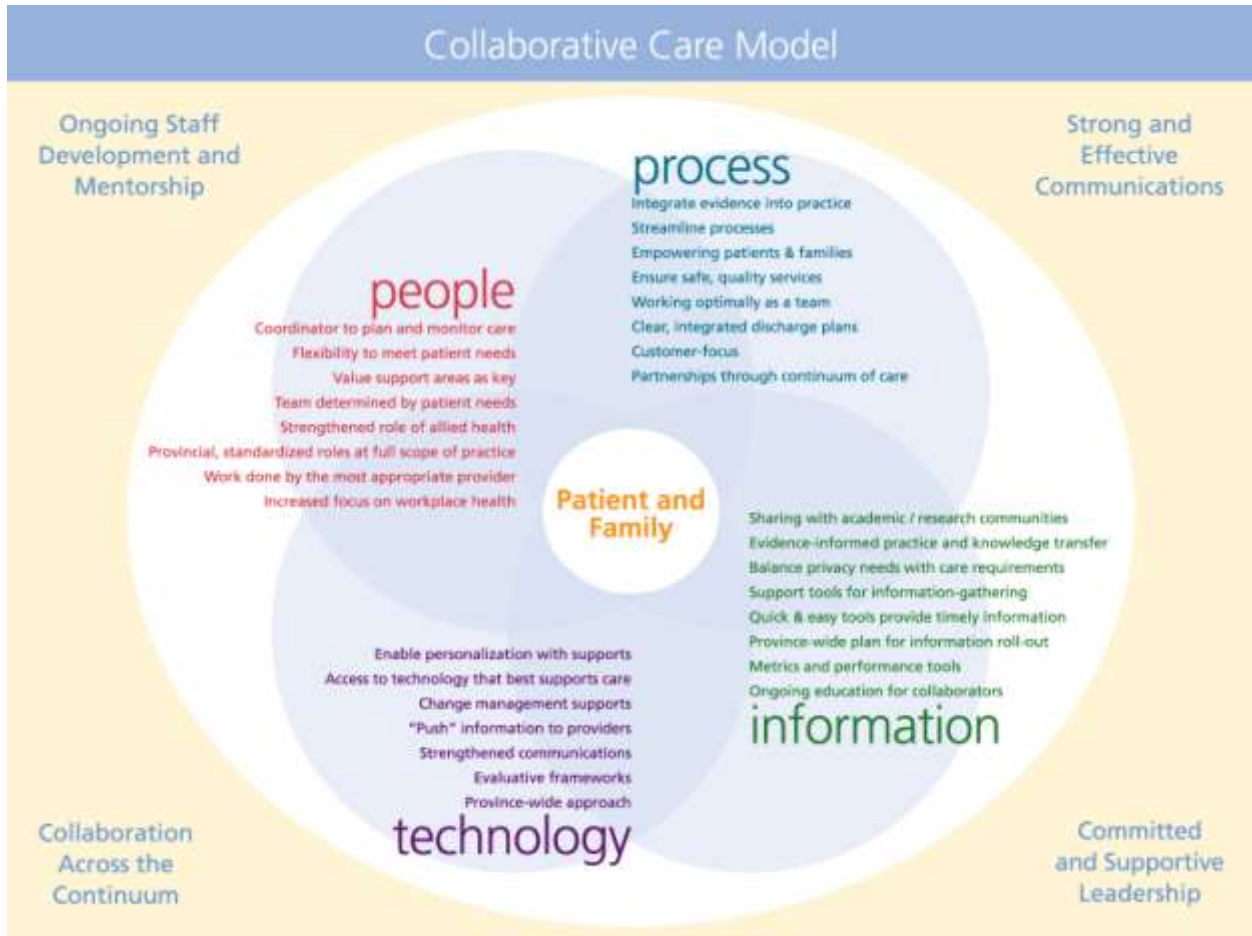 Collaborative Care Model
Ongoing Staff
Development and
Mentorship
Strong and
Effective
Communications
process
Integrate evidence into practice
Streamline processes
Empowering patients & families
Ensure safe, quality services
Working optimally as a team
Clear, integrated discharge plans
Customer-focus
Partnerships through continuum of care
people
Coordinator to plan and monitor care
Flexibility to meet patient needs
Value support areas as key
Team determined by patient needs
Strengthened role of allied health
Provincial, standardized roles at full scope of practice
Work done by the most appropriate provider
Increased focus on workplace health
Patient and
Family
Sharing with academic / research communities
Evidence-informed practice and knowledge transfer
Balance privacy needs with care requirements
Support tools for information-gathering
Quick & easy tools provide timely information
Province-wide plan for information roll-out
Metrics and performance tools
Ongoing education for collaborators
information
Enable personalization with supports
Access to technology that best supports care
Change management supports
"Push" information to providers
Strengthened communications
Evaluative frameworks
Province-wide approach
technology
Collaboration
Across the
Continuum
Committed
and Supportive
Leadership